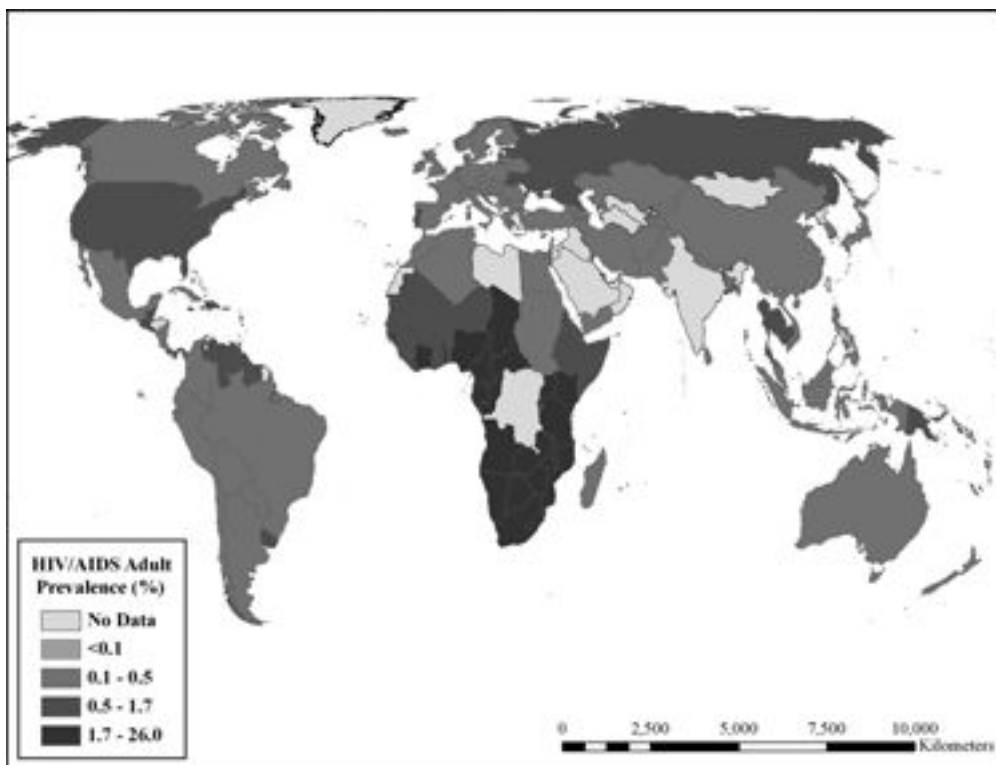 HIV/AIDS Adult
Prevalence (%)
No Data
<0.1
0.1 - 0.5
0.5 - 1.7
1.7 - 26.0
0 2,500 5,000 7,500 10,000
Kilometers